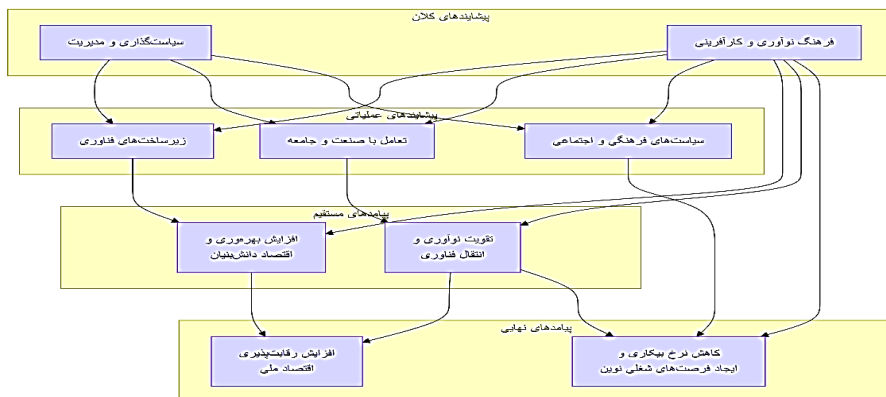 پیشایندهای کلان
فرهنگ نوآوری و کارآفرینی
سیاست‌گذاری و مدیریت
پیشایندهای عملیاتی
سیاست‌های فرهنگی و اجتماعی
تعامل با صنعت و جامعه
زیرساخت‌های فناوری
پیامدهای مستقیم
تقویت نوآوری و
انتقال فناوری
افزایش بهره‌وری و
اقتصاد دانش‌بنیان
پیامدهای نهایی
کاهش نرخ بیکاری و
ایجاد فرصت‌های شغلی نوین
افزایش رقابت‌پذیری
اقتصاد ملی